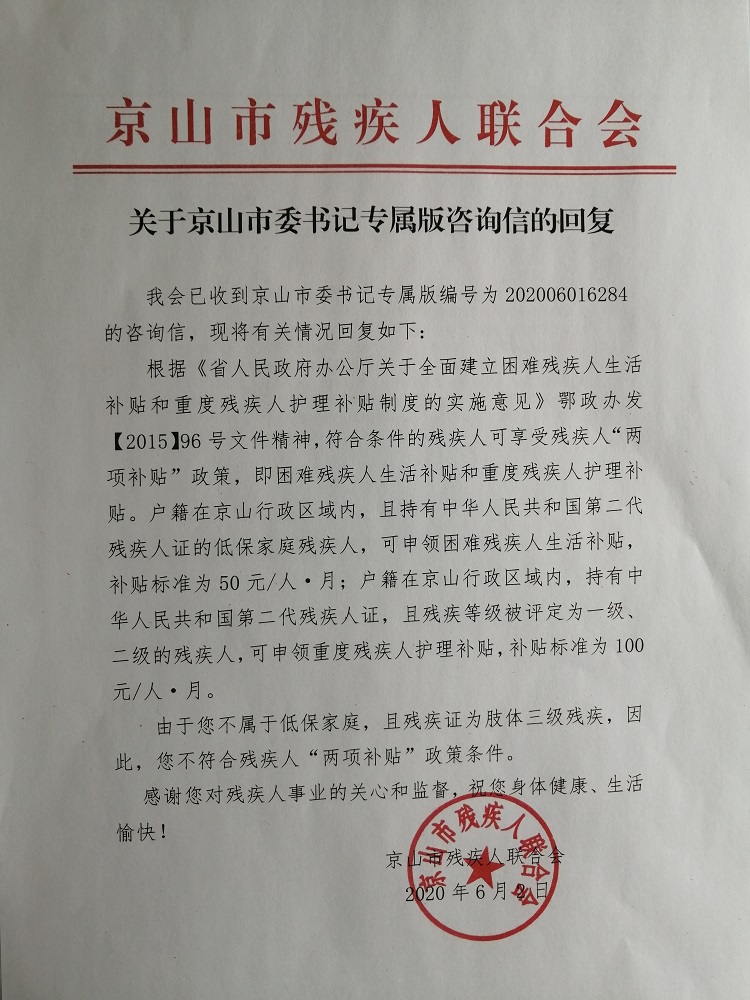 京山市残疾人联合会
关于京山市委书记专属版咨询信的回复
我会已收到京山市委书记专属版编号为202006016284
的咨询信，现将有关情况回复如下：
根据《省人民政府办公厅关于全面建立困难残疾人生活
补贴和重度残疾人护理补贴制度的实施意见》鄂政办发
【2015】96号文件精神，符合条件的残疾人可享受残疾人“两
项补贴”政策，即困难残疾人生活补贴和重度残疾人护理补
贴。户籍在京山行政区域内，且持有中华人民共和国第二代
残疾人证的低保家庭残疾人，可申领困难残疾人生活补贴，
补贴标准为50元/人·月；户籍在京山行政区域内，持有中
华人民共和国第二代残疾人证，且残疾等级被评定为一级、
二级的残疾人，可申领重度残疾人护理补贴，补贴标准为100
元/人·月。
由于您不属于低保家庭，且残疾证为肢体三级残疾，因
此，您不符合残疾人“两项补贴”政策条件。
感谢您对残疾人事业的关心和监督，祝您身体健康、生活
愉快！
京山市残疾人联合会
2020年6月2日
京山市残疾人联合会